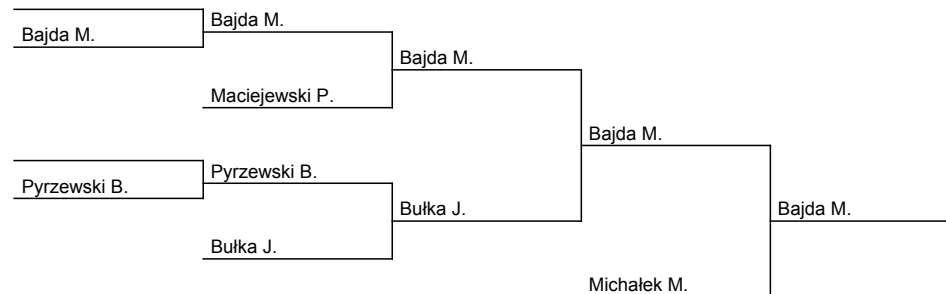 Bajda M.
Bajda M.
Bajda M.
Maciejewski P.
Bajda M.
Pyrzewski B.
Pyrzewski B.
Bułka J.
Bajda M.
Bułka J.
Michałek M.